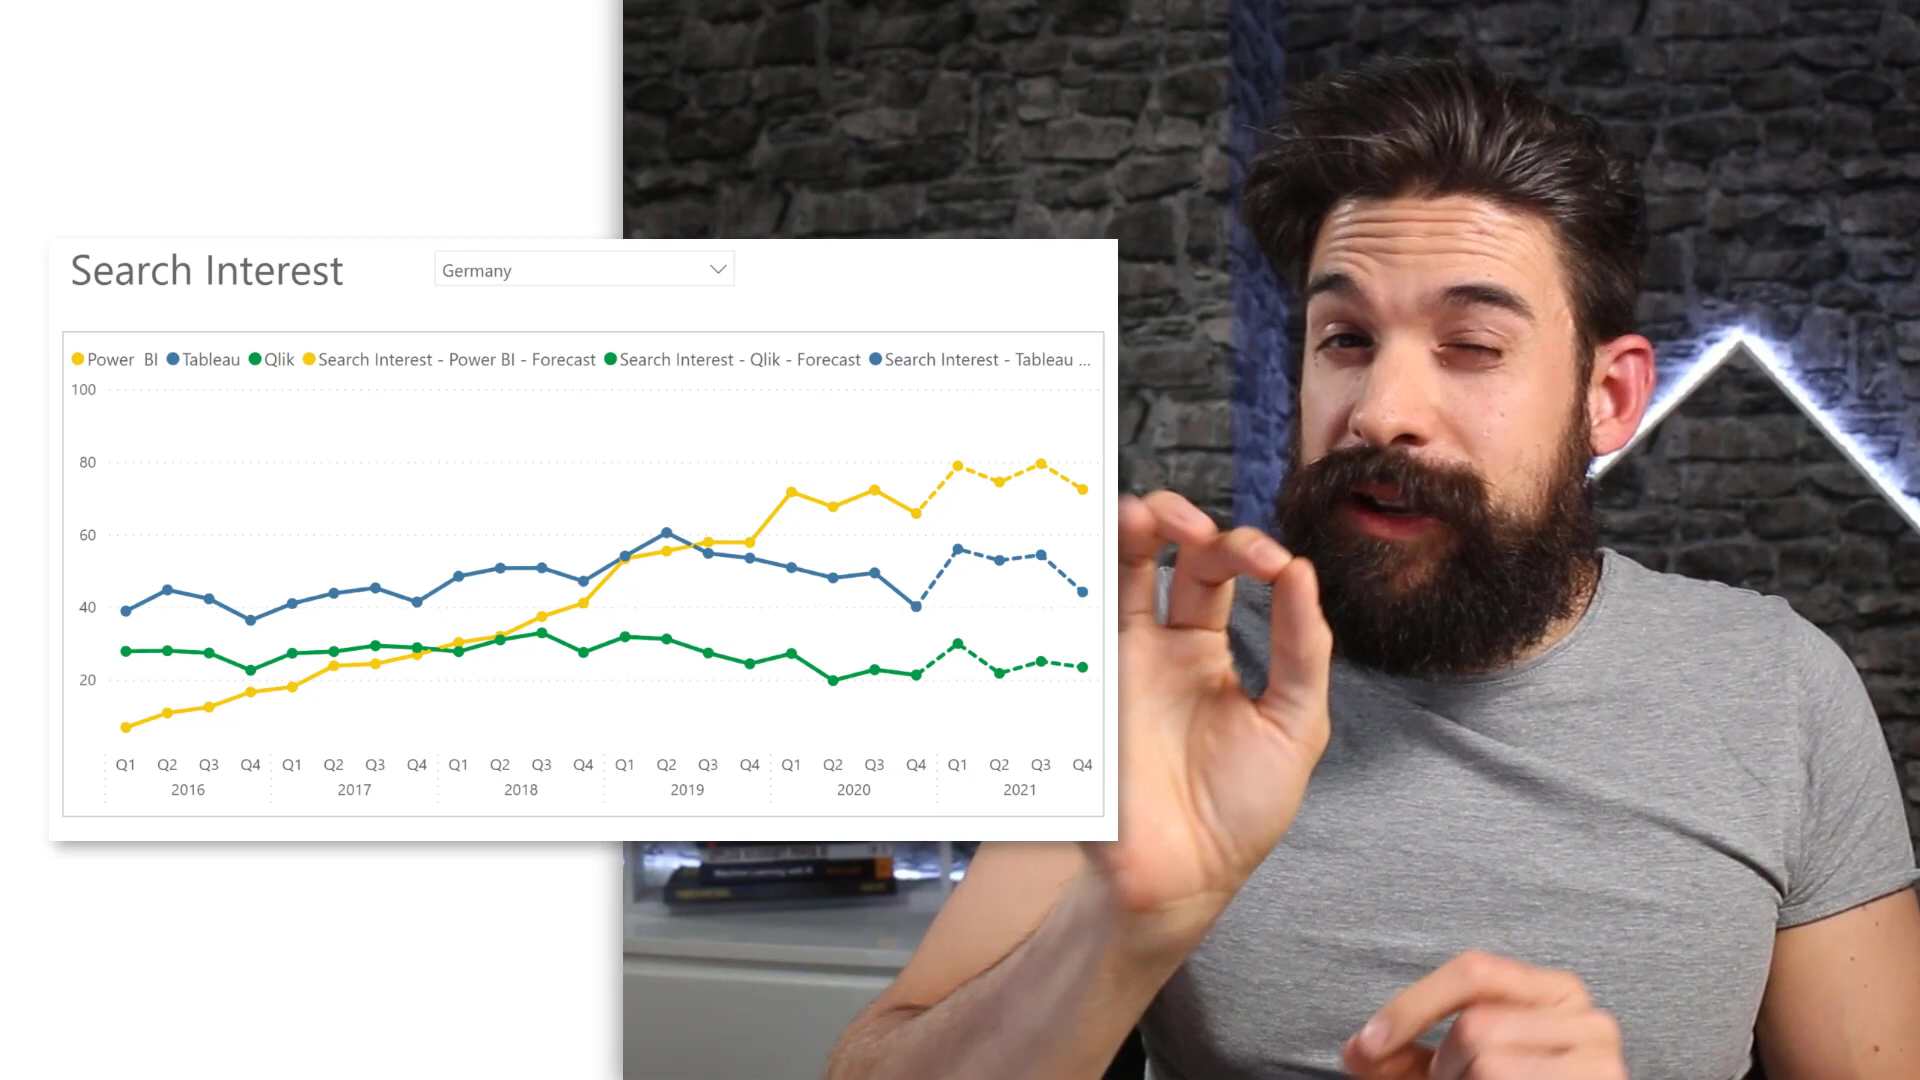 Search Interest
Germany
Power BI Tableau Qlik Search Interest - Power BI - Forecast Search Interest - Qlik - Forecast Search Interest - Tableau ...
100
80
60
40
20
Q1 Q2 Q3 Q4 Q1 Q2 Q3 Q4 Q1 Q2 Q3 Q4 Q1 Q2 Q3 Q4 Q1 Q2 Q3 Q4 Q1 Q2 Q3 Q4
2016 2017 2018 2019 2020 2021